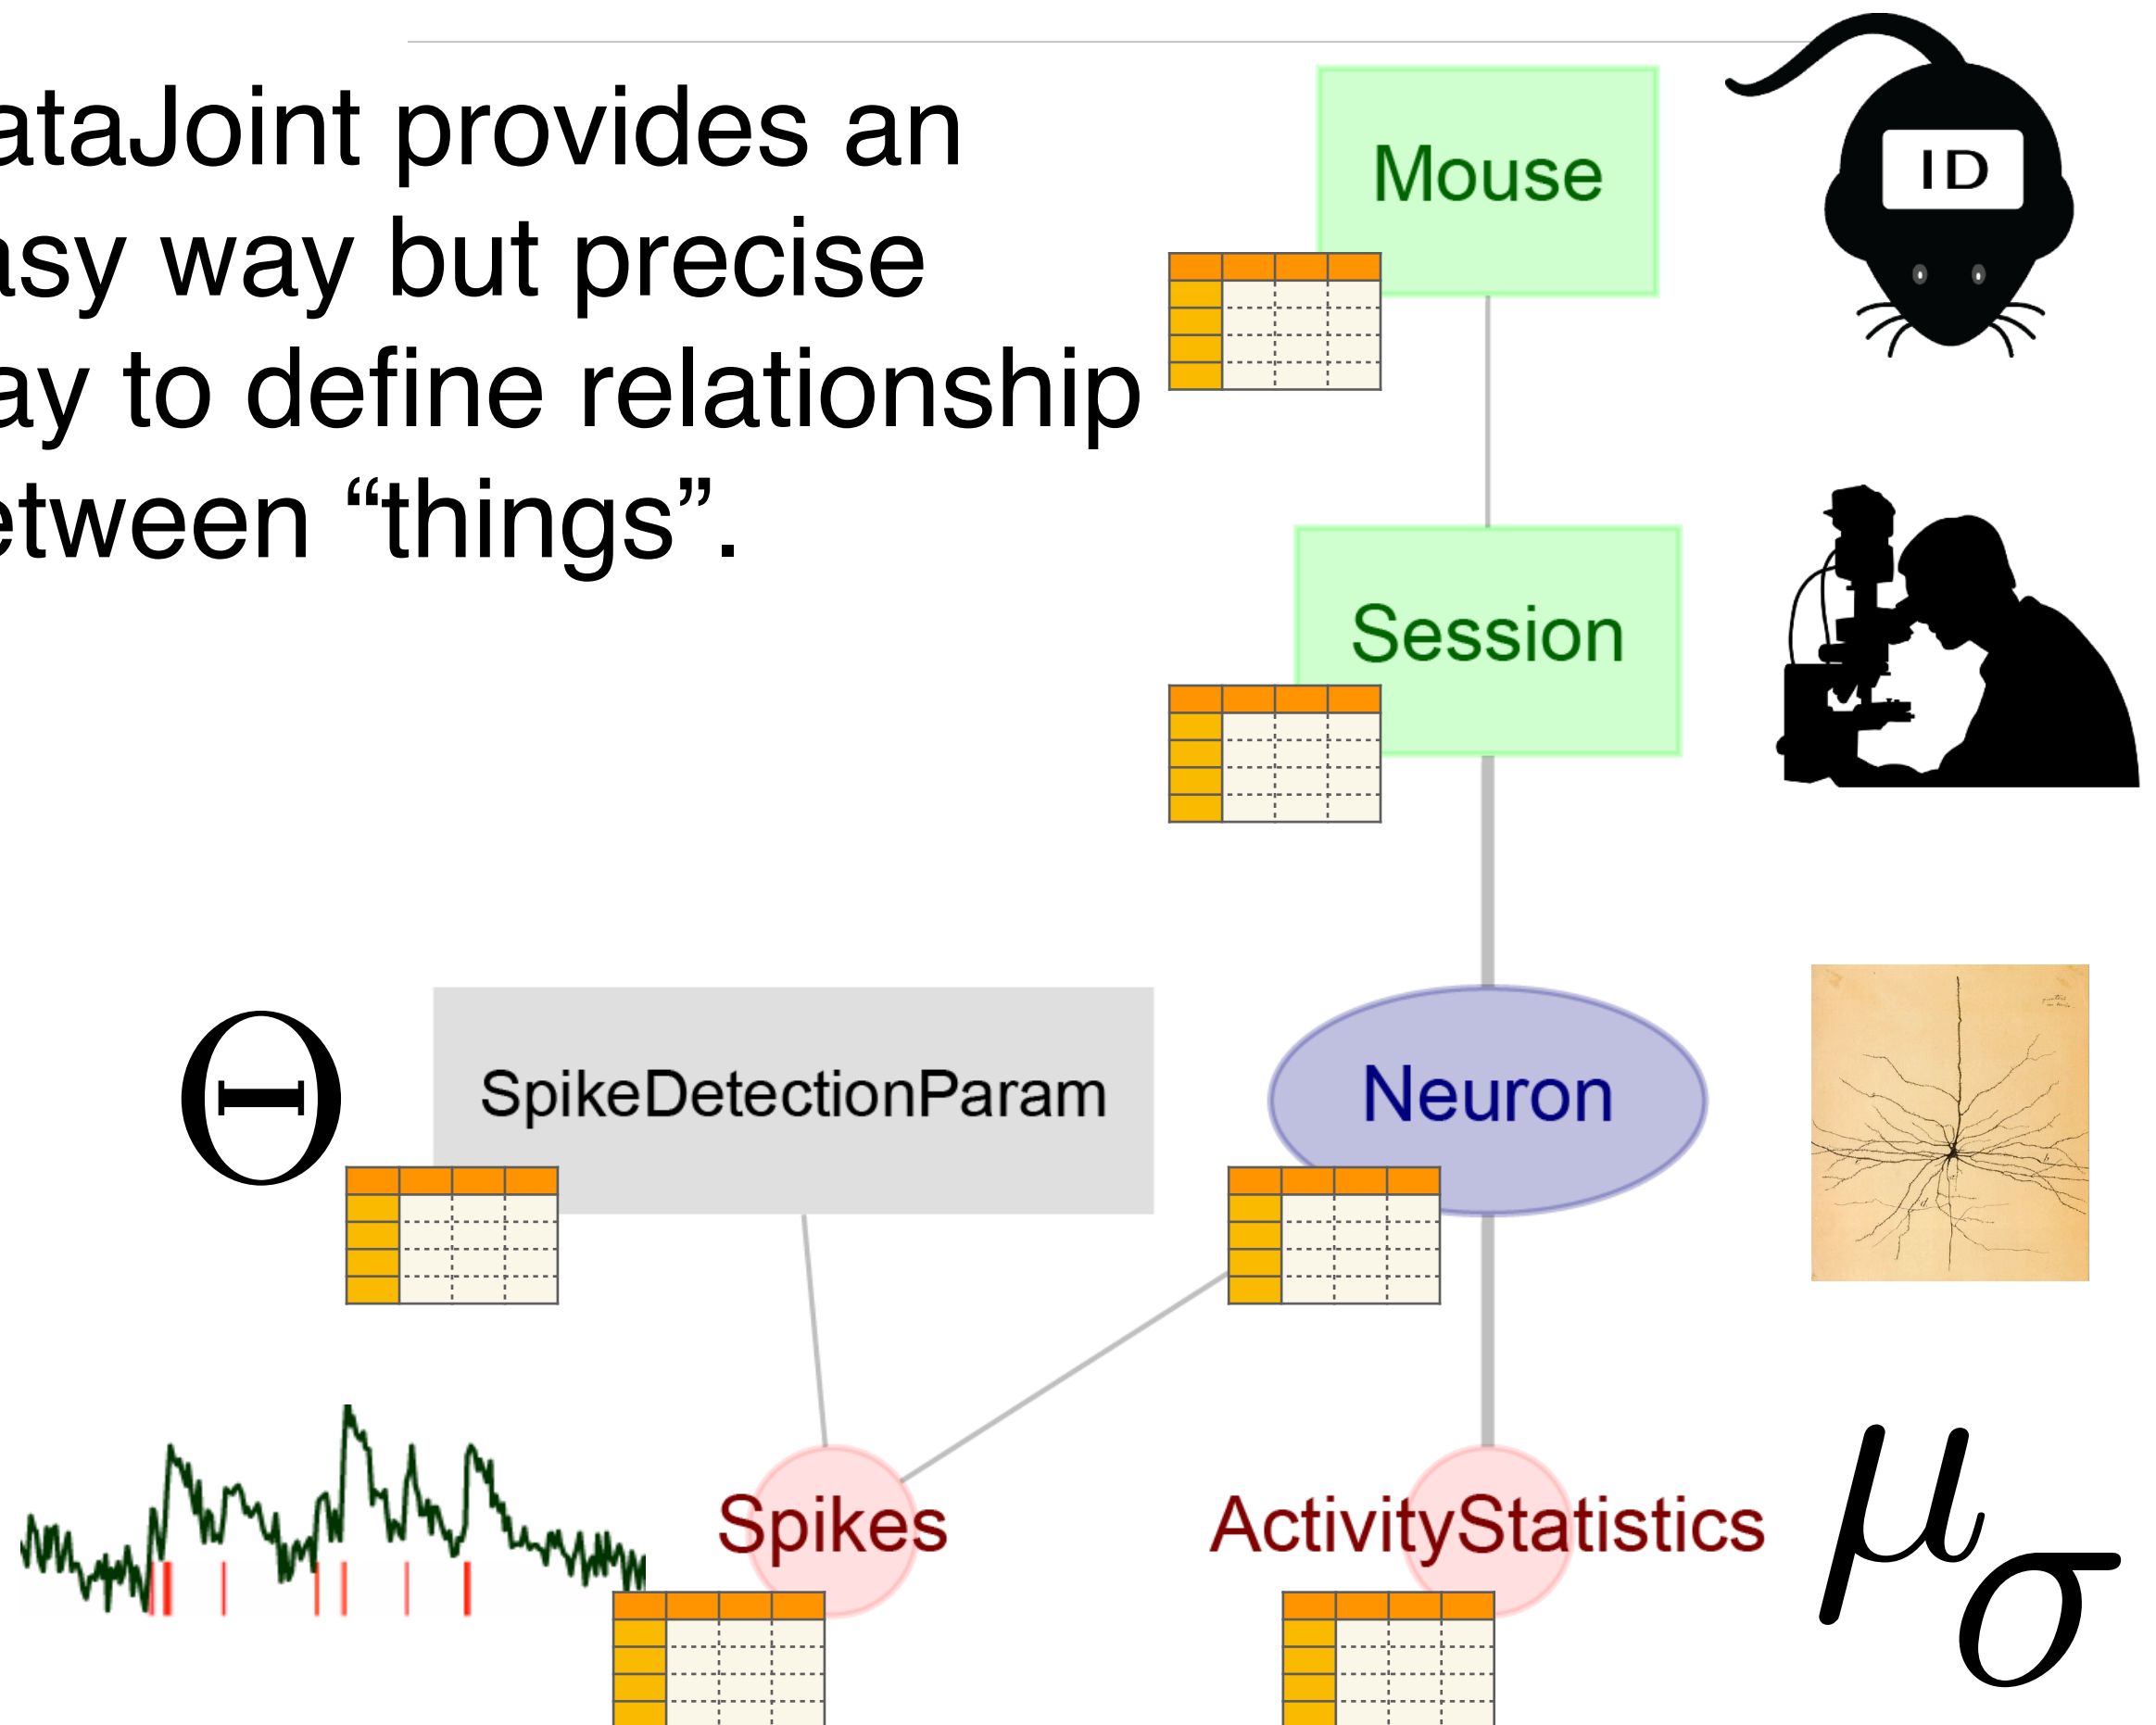 ataJoint provides an
asy way but precise
ay to define relationship
etween “things”.
Mouse
ID
Session
Θ
SpikeDetectionParam
Neuron
Spikes
ActivityStatistics
μ
σ